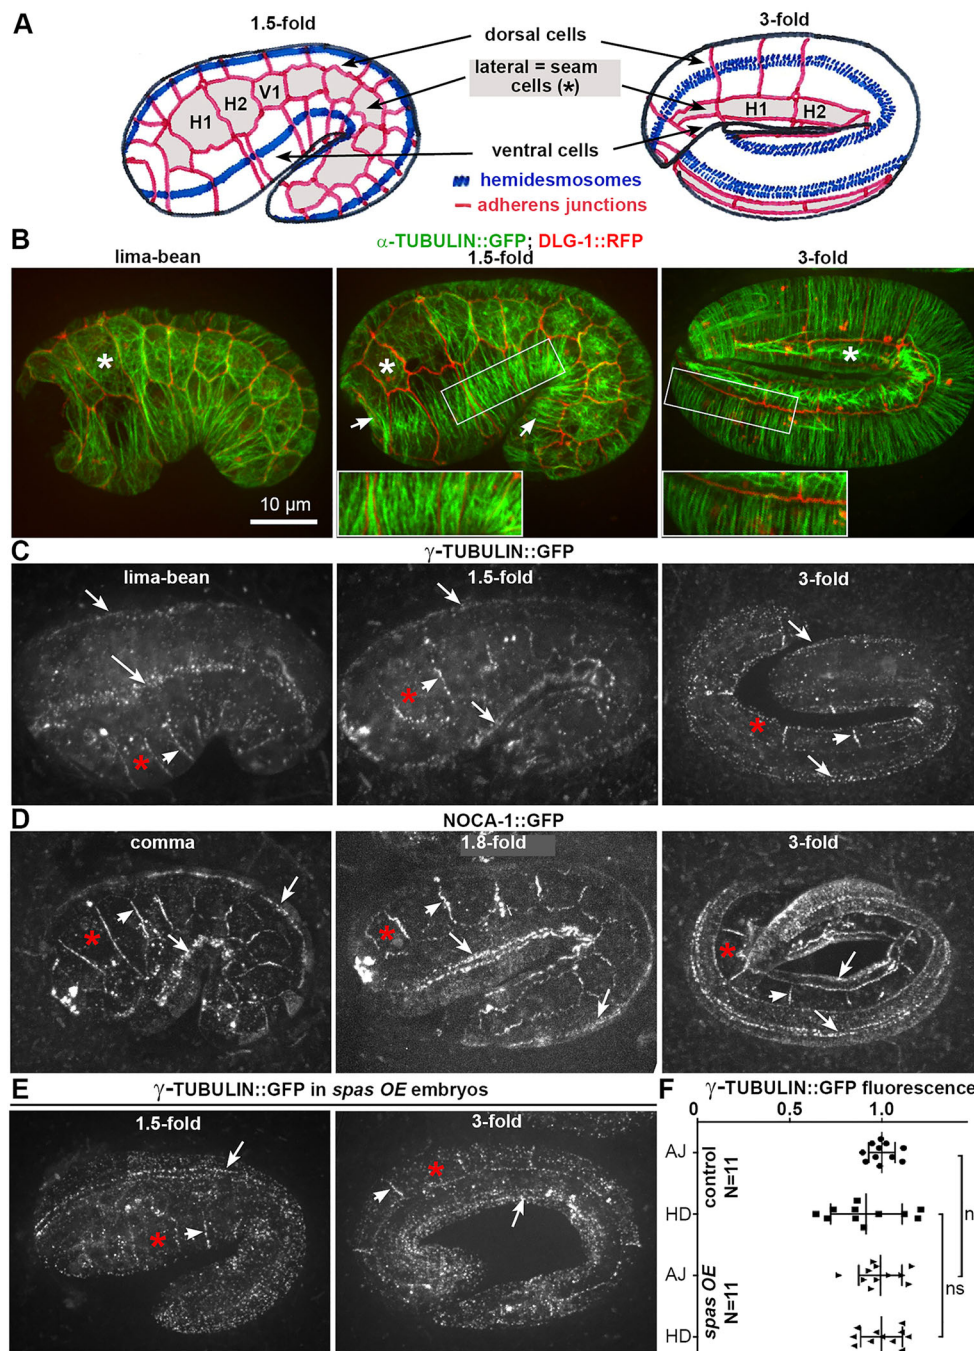 A
1.5-fold
3-fold
dorsal cells
lateral = seam
cells (*)
ventral cells
hemidesmosomes
adherens junctions
H1
H2
V1
H1
H2
B
α-TUBULIN::GFP; DLG-1::RFP
lima-bean
1.5-fold
3-fold
*
*
*
10 µm
C
γ-TUBULIN::GFP
lima-bean
1.5-fold
3-fold
*
*
*
D
NOCA-1::GFP
comma
1.8-fold
3-fold
*
*
*
E
γ-TUBULIN::GFP in spas OE embryos
1.5-fold
3-fold
*
*
F
γ-TUBULIN::GFP fluorescence
0
0.5
1.0
AJ
HD
AJ
HD
control
N=11
spas OE
N=11
n
ns